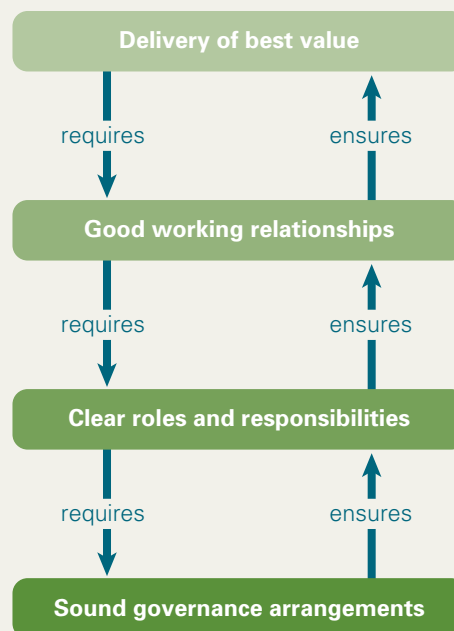 Delivery of best value
requires
ensures
Good working relationships
requires
ensures
Clear roles and responsibilities
requires
ensures
Sound governance arrangements